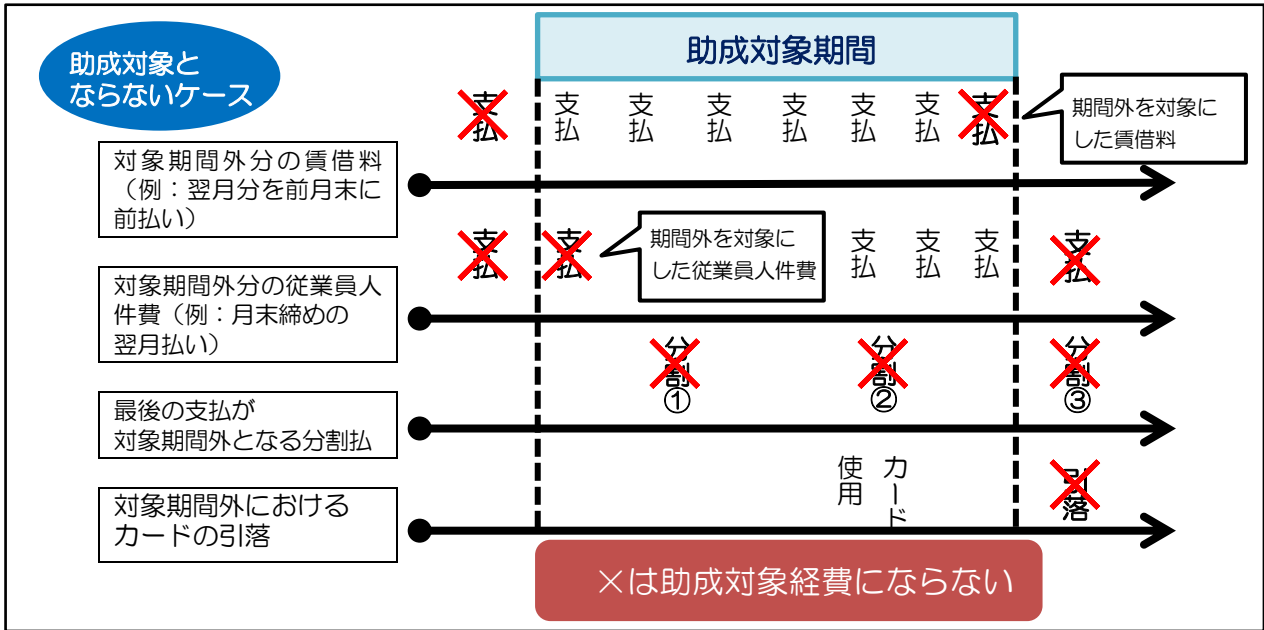 助成対象と
ならないケース
助成対象期間
支払
支払
支払
支払
支払
支払
支払
支払
期間外を対象に
した賃借料
対象期間外分の賃借料
（例：翌月分を前月末に
前払い）
支払
支払
期間外を対象に
した従業員人件費
支払
支払
支払
支払
対象期間外分の従業員人
件費（例：月末締めの
翌月払い）
分割①
分割②
分割③
最後の支払が
対象期間外となる分割払
カード
使用
引落
対象期間外における
カードの引落
×は助成対象経費にならない